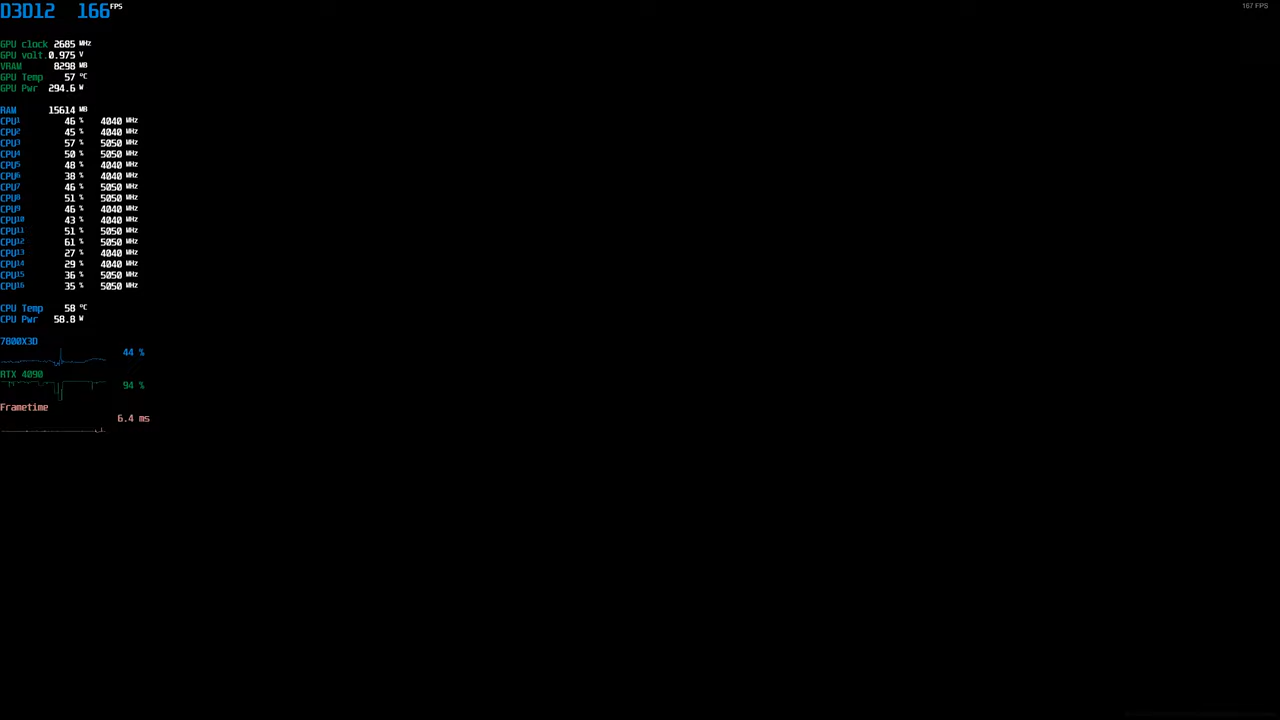 D3D12 166 FPS
167 FPS
GPU clock 2685 MHz
GPU volt. 0.975 V
VRAM 8298 MB
GPU Temp 57 °C
GPU Pwr 294.6 W
RAM 15614 MB
CPU1 46 % 4040 MHz
CPU2 45 % 4040 MHz
CPU3 57 % 5050 MHz
CPU4 50 % 5050 MHz
CPU5 48 % 4040 MHz
CPU6 38 % 4040 MHz
CPU7 46 % 5050 MHz
CPU8 51 % 5050 MHz
CPU9 46 % 4040 MHz
CPU10 43 % 4040 MHz
CPU11 51 % 5050 MHz
CPU12 61 % 5050 MHz
CPU13 27 % 4040 MHz
CPU14 29 % 4040 MHz
CPU15 36 % 5050 MHz
CPU16 35 % 5050 MHz
CPU Temp 58 °C
CPU Pwr 58.8 W
7800X3D
44 %
RTX 4090
94 %
Frametime
6.4 ms